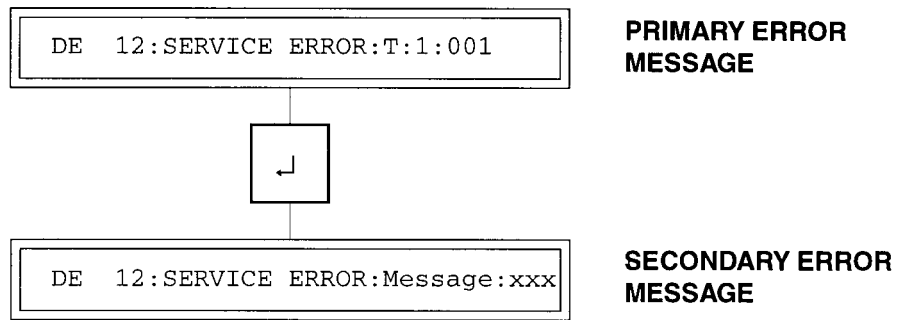 DE 12:SERVICE ERROR:T:1:001
PRIMARY ERROR
MESSAGE
↵
DE 12:SERVICE ERROR:Message:xxx
SECONDARY ERROR
MESSAGE